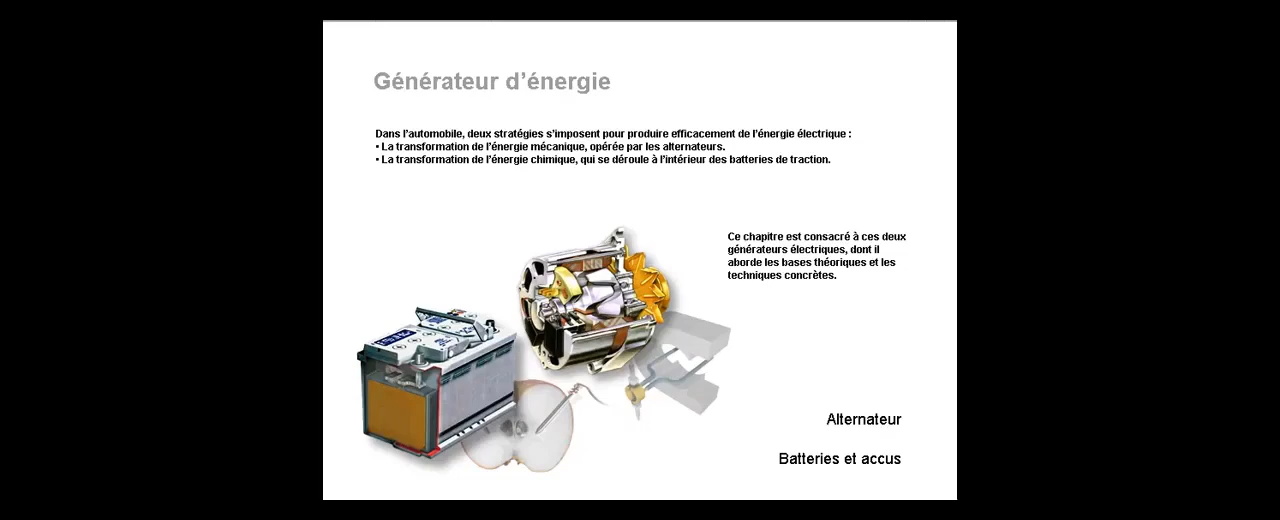 Générateur d’énergie
Dans l’automobile, deux stratégies s’imposent pour produire efficacement de l’énergie électrique :
• La transformation de l’énergie mécanique, opérée par les alternateurs.
• La transformation de l’énergie chimique, qui se déroule à l’intérieur des batteries de traction.
Ce chapitre est consacré à ces deux
générateurs électriques, dont il
aborde les bases théoriques et les
techniques concrètes.
Alternateur
Batteries et accus